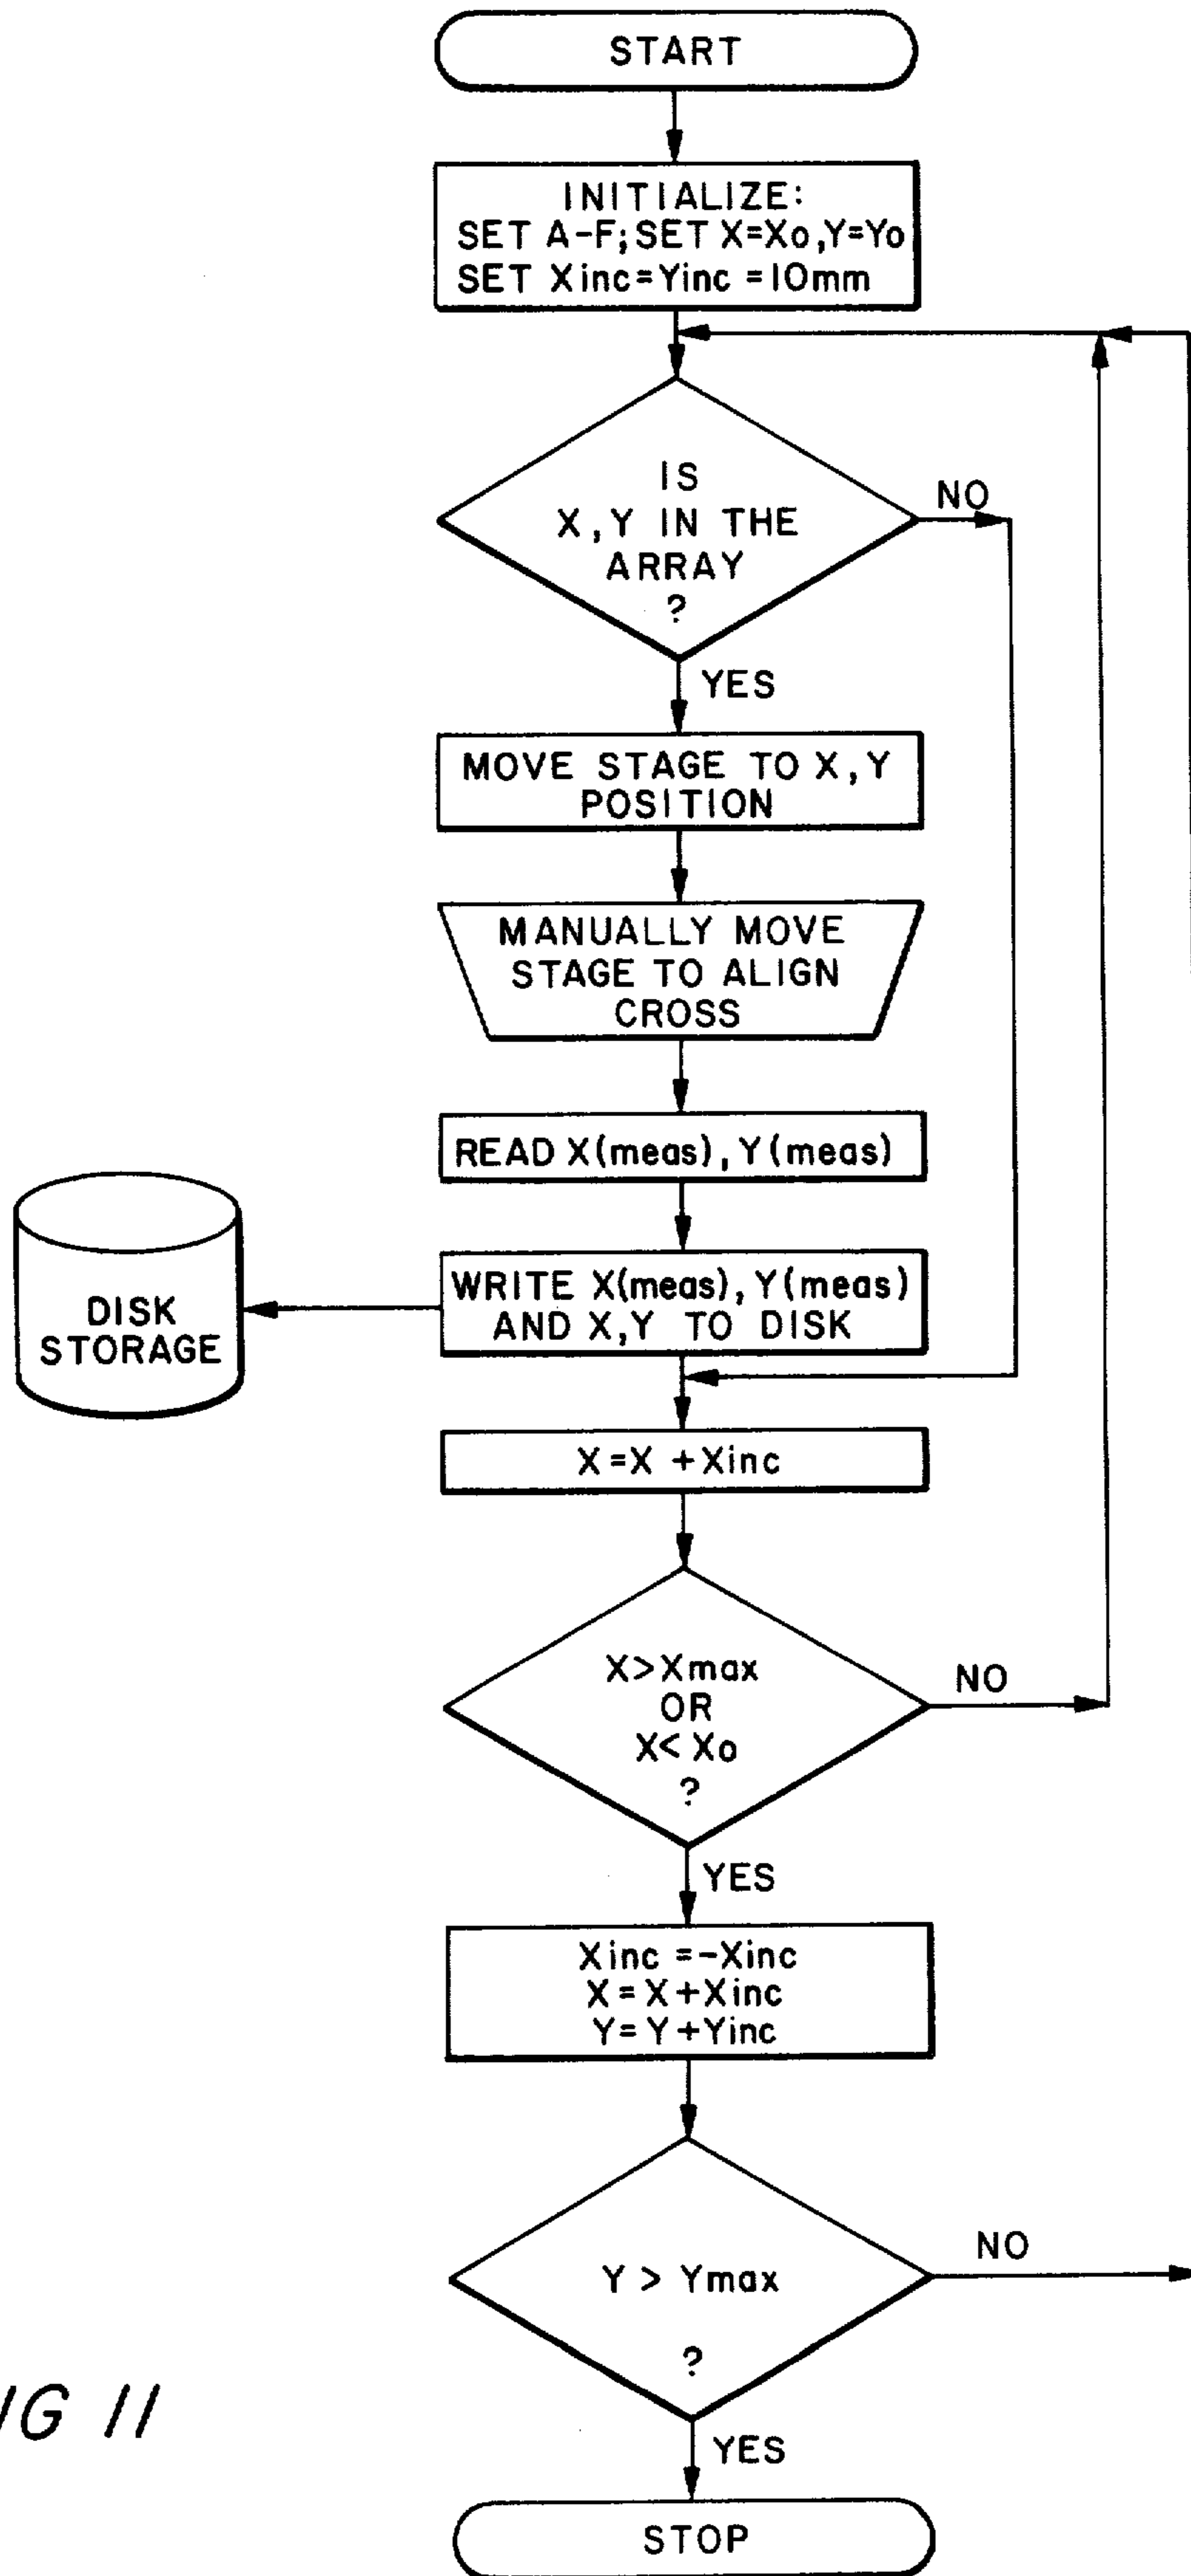 START
INITIALIZE:
SET A-F; SET X=Xo, Y=Yo
SET Xinc=Yinc =10mm
IS
X, Y IN THE
ARRAY
?
NO
YES
MOVE STAGE TO X, Y
POSITION
MANUALLY MOVE
STAGE TO ALIGN
CROSS
READ X(meas), Y(meas)
WRITE X(meas), Y(meas)
AND X,Y TO DISK
DISK
STORAGE
X=X +Xinc
X>Xmax
OR
X< Xo
?
NO
YES
Xinc =-Xinc
X=X+Xinc
Y=Y+Yinc
Y > Ymax
?
NO
YES
STOP
11